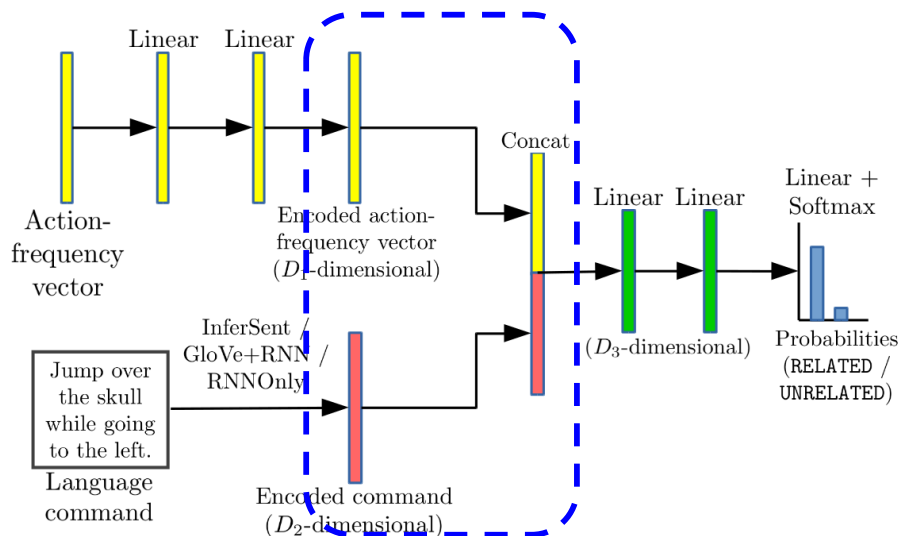 Linear
Linear
Action-
frequency
vector
Encoded action-
frequency vector
(D1-dimensional)
Concat
Linear
Linear
Linear +
Softmax
(D3-dimensional)
Probabilities
(RELATED /
UNRELATED)
InferSent /
GloVe+RNN /
RNNOnly
Jump over
the skull
while going
to the left.
Language
command
Encoded command
(D2-dimensional)